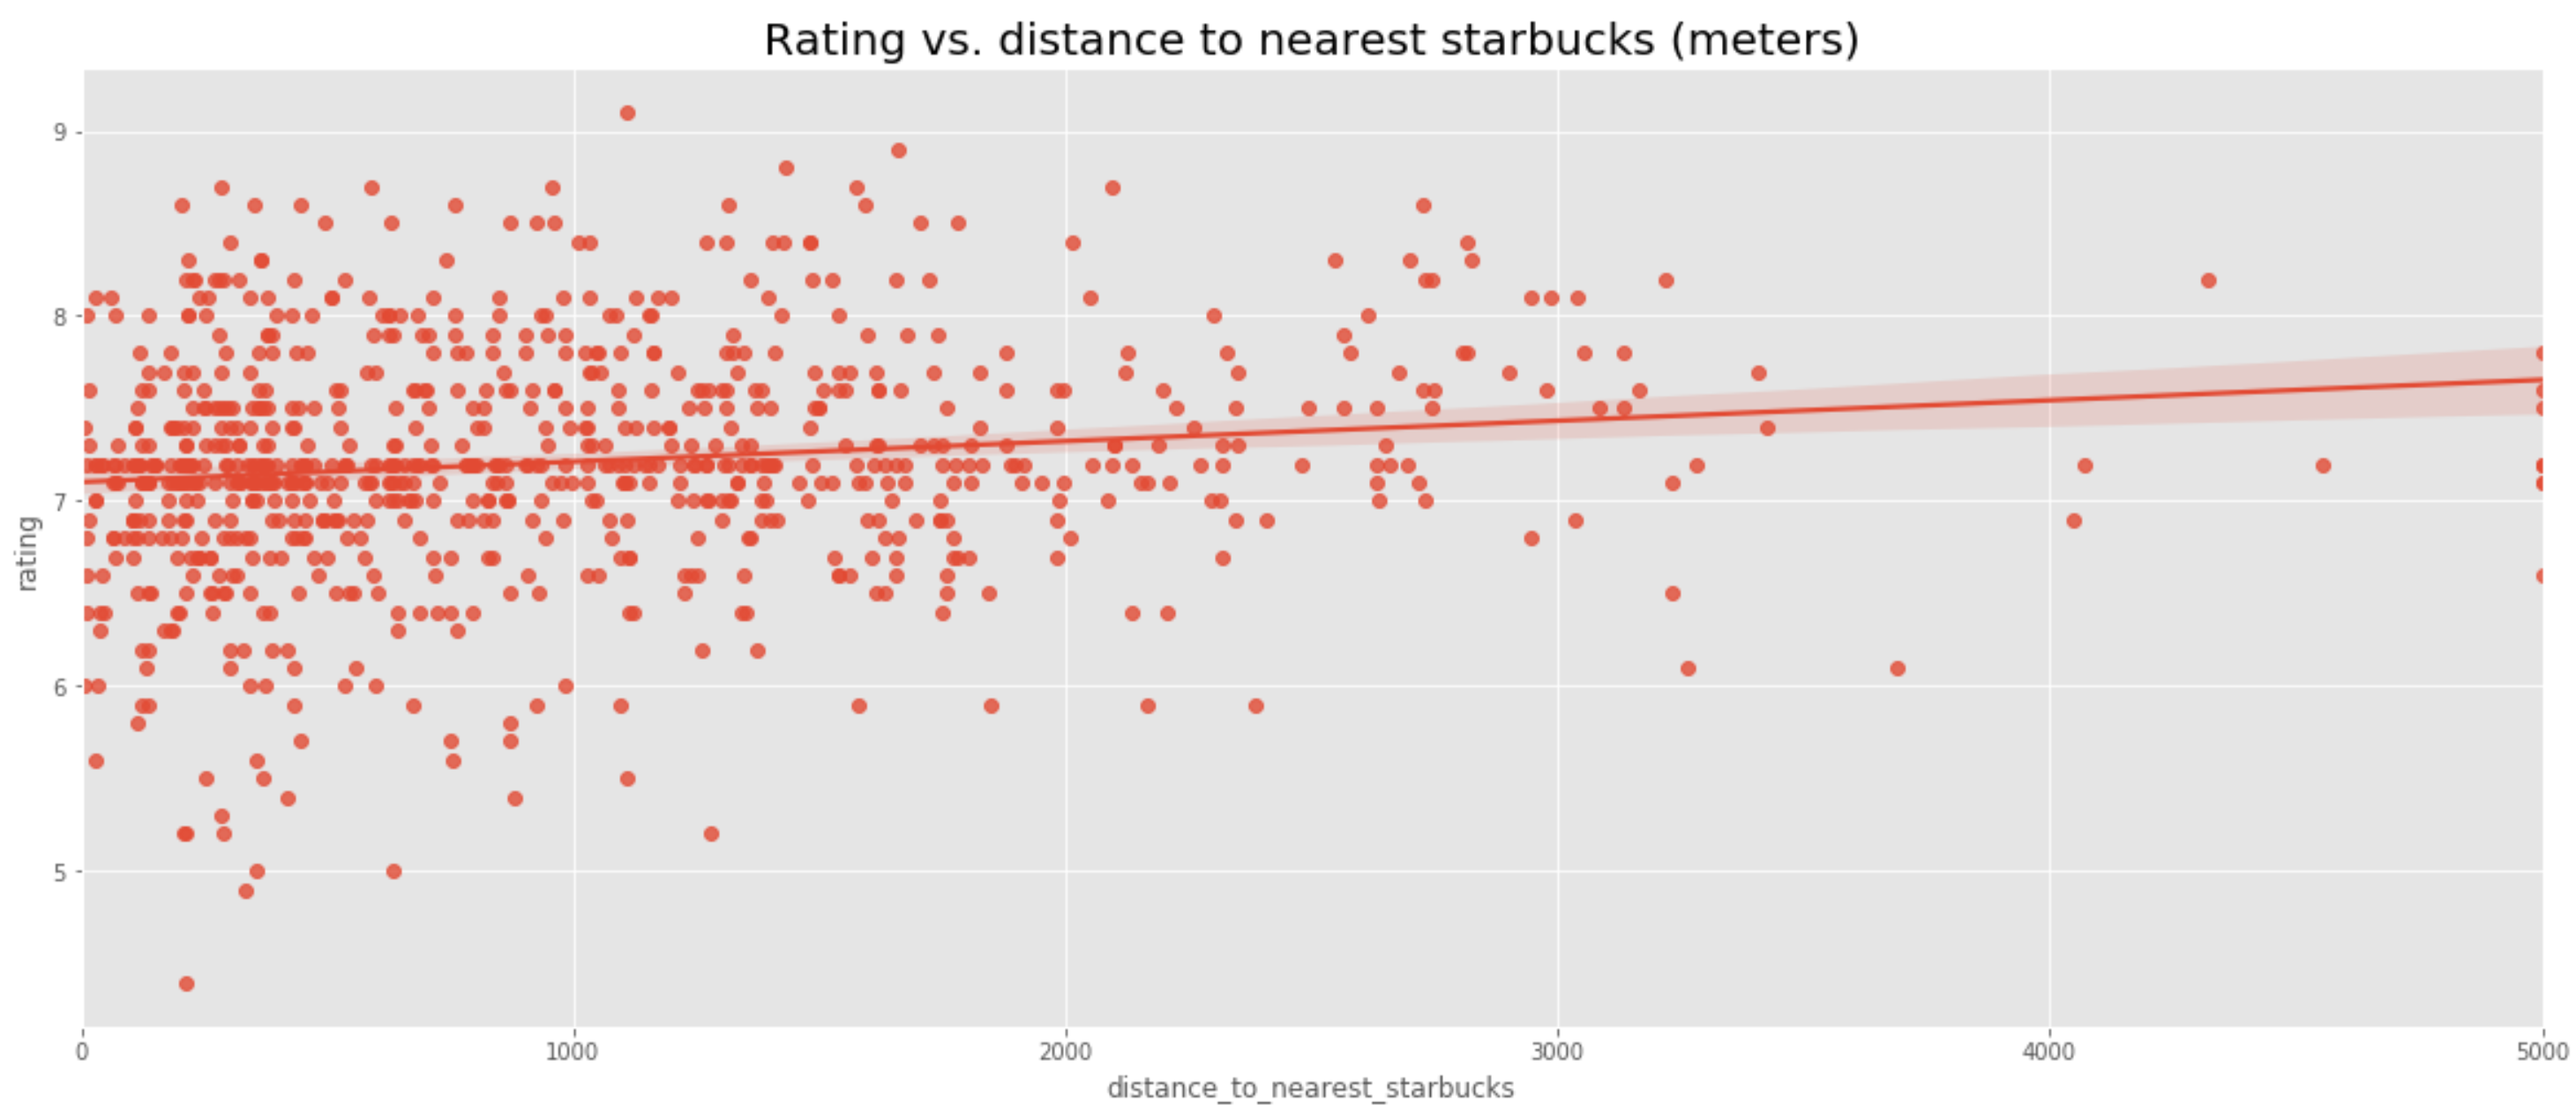 Rating vs. distance to nearest starbucks (meters)
9
8
7
6
5
rating
0 1000 2000 3000 4000 5000
distance_to_nearest_starbucks